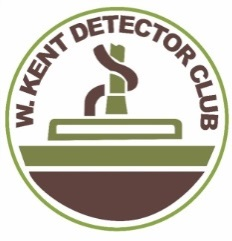 W. KENT DETECTOR CLUB